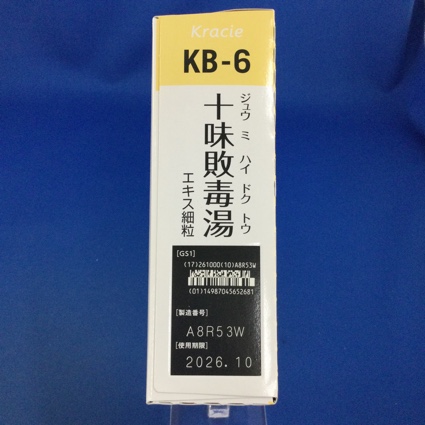 Kracie
KB-6
十味敗毒湯
ジュウ ミ ハイ ドク トウ
エキス細粒
[GS1]
(17)261000(10)A8R53W
(01)14987045652681
[製造番号]
A8R53W
[使用期限]
2026.10